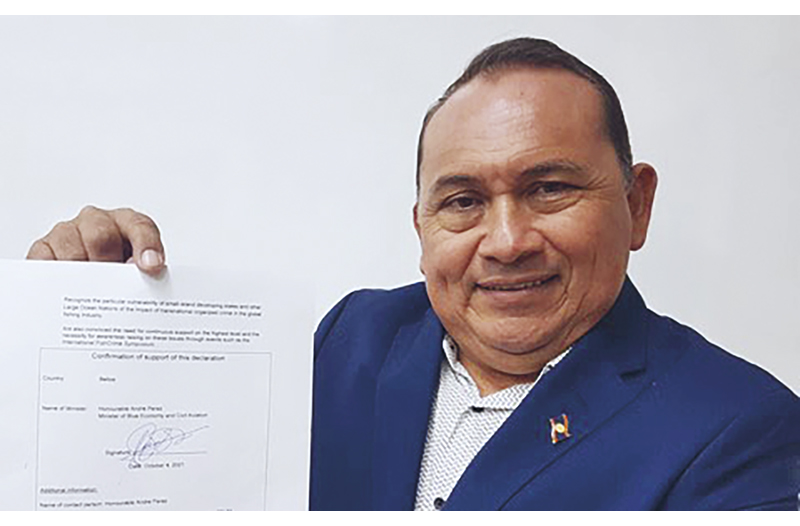 Recognize the particular vulnerability of small-island developing states and other
Large Ocean Nations of the impact of transnational organized crime in the global
fishing industry.
Are also convinced the need for continuous support on the highest level and the
necessity for awareness raising on these issues through events such as the
International FishCrime Symposium.
Confirmation of support of this declaration
Country: Belize
Name of Minister: Honourable Andre Perez
Minister of Blue Economy and Civil Aviation
Signature:
Date: October 4, 2021
Additional information:
Name of contact person: Honourable Andre Perez